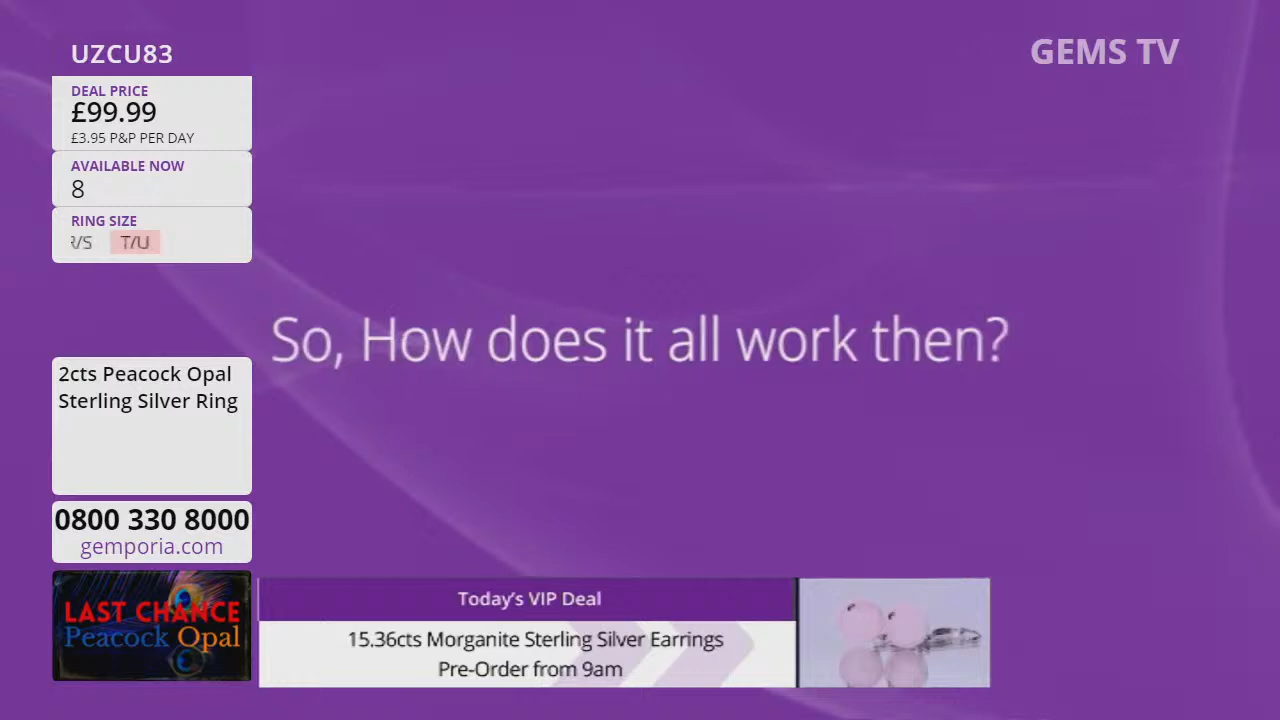 UZCU83
GEMS TV
DEAL PRICE
£99.99
£3.95 P&P PER DAY
AVAILABLE NOW
8
RING SIZE
R/S T/U
So, How does it all work then?
2cts Peacock Opal
Sterling Silver Ring
0800 330 8000
gemporia.com
LAST CHANCE
Peacock Opal
Today's VIP Deal
15.36cts Morganite Sterling Silver Earrings
Pre-Order from 9am